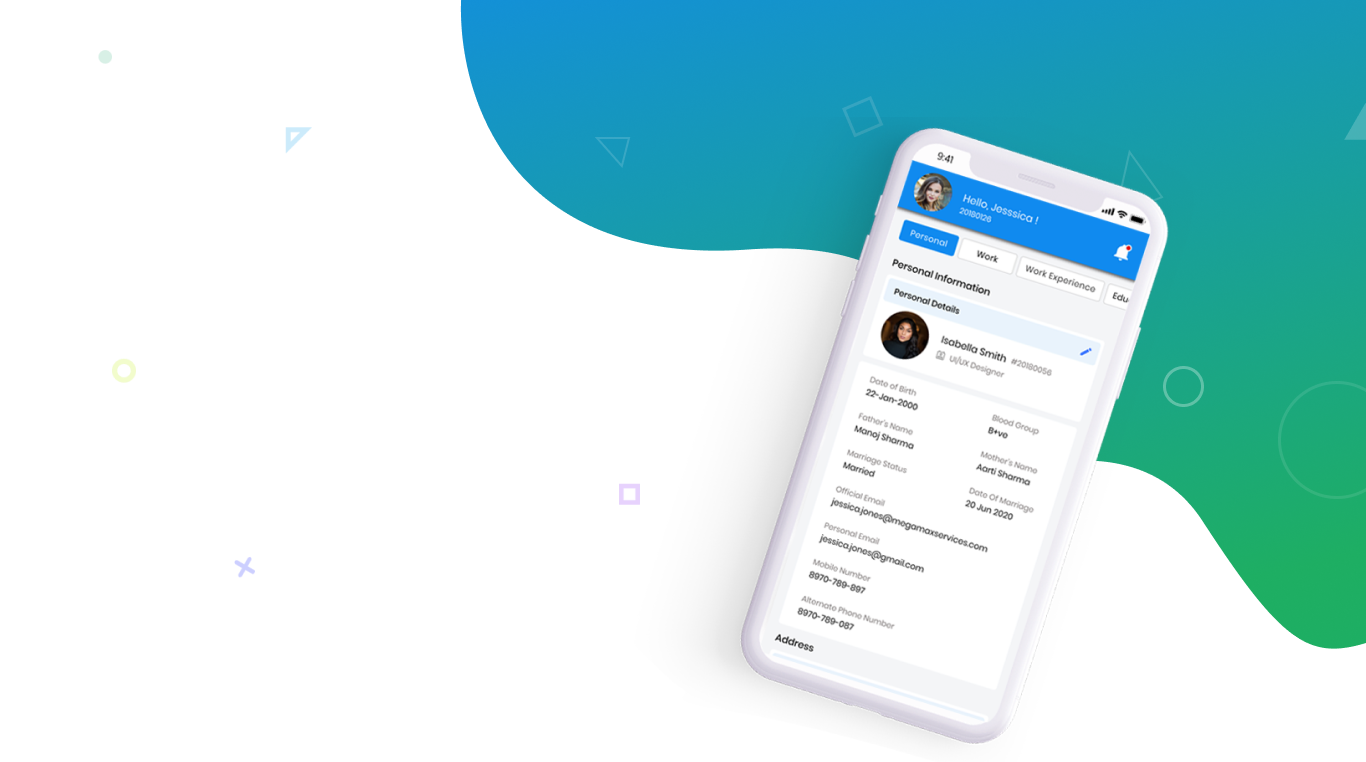 9:41
Hello, Jesssica !
20180126
Personal
Work
Work Experience
Edu
Personal Information
Personal Details
Isabella Smith #20180056
UI/UX Designer
Date of Birth
22-Jan-2000
Blood Group
B+ve
Father's Name
Manoj Sharma
Mother's Name
Aarti Sharma
Marriage Status
Married
Date Of Marriage
20 Jun 2020
Official Email
jessica.jones@megamaxservices.com
Personal Email
jessica.jones@gmail.com
Mobile Number
8970-789-897
Alternate Phone Number
8970-789-087
Address